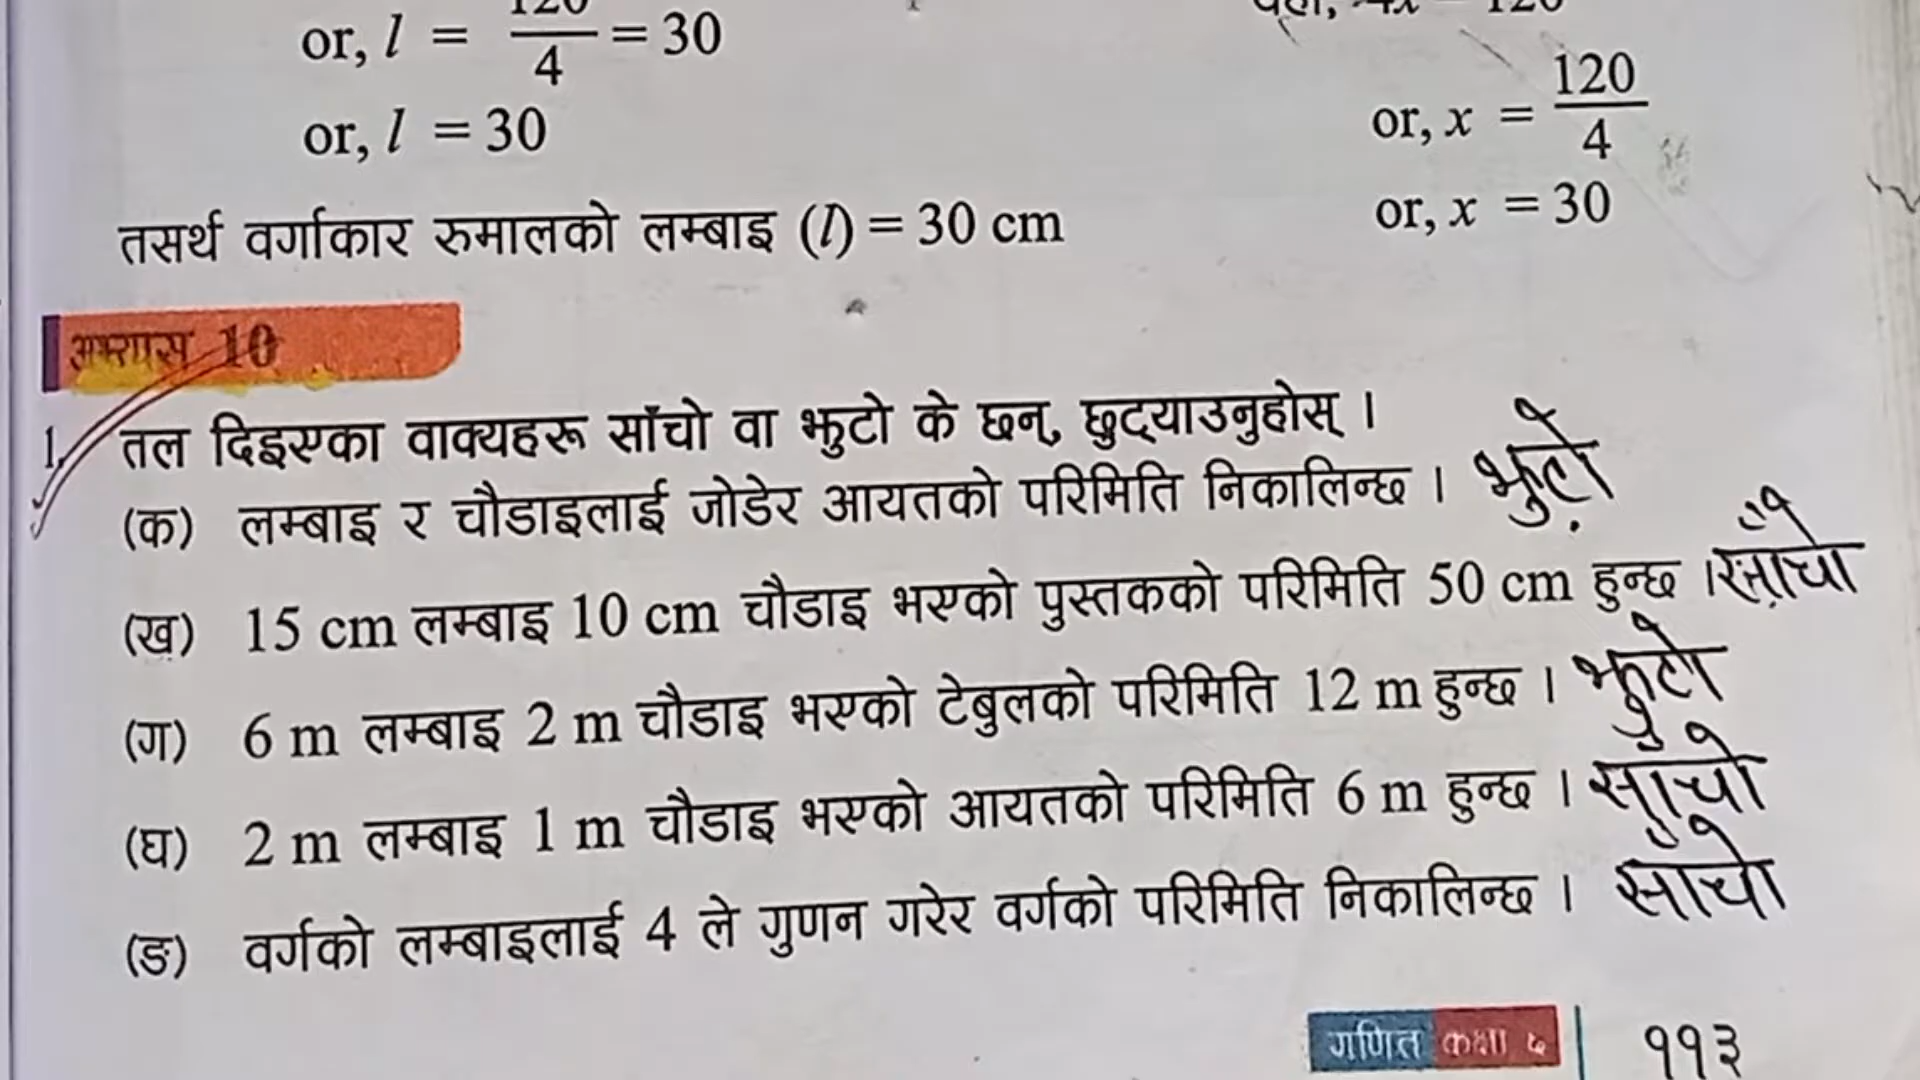 or, l = 120/4 = 30
or, l = 30
or, x = 120/4
or, x = 30
तसर्थ वर्गाकार रुमालको लम्बाइ (l) = 30 cm
अभ्यास 10
1. तल दिइएका वाक्यहरू साँचो वा झुटो के छन्, छुट्याउनुहोस् ।
(क) लम्बाइ र चौडाइलाई जोडेर आयतको परिमिति निकालिन्छ । झुटो
(ख) 15 cm लम्बाइ 10 cm चौडाइ भएको पुस्तकको परिमिति 50 cm हुन्छ । साँचो
(ग) 6 m लम्बाइ 2 m चौडाइ भएको टेबुलको परिमिति 12 m हुन्छ । झुटो
(घ) 2 m लम्बाइ 1 m चौडाइ भएको आयतको परिमिति 6 m हुन्छ । साँचो
(ङ) वर्गको लम्बाइलाई 4 ले गुणन गरेर वर्गको परिमिति निकालिन्छ । साँचो
गणित कक्षा ६ ११३